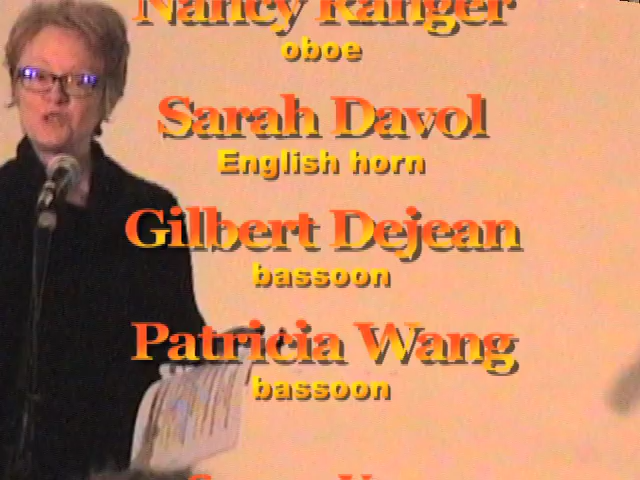 Nancy Ranger
oboe
Sarah Davol
English horn
Gilbert Dejean
bassoon
Patricia Wang
bassoon